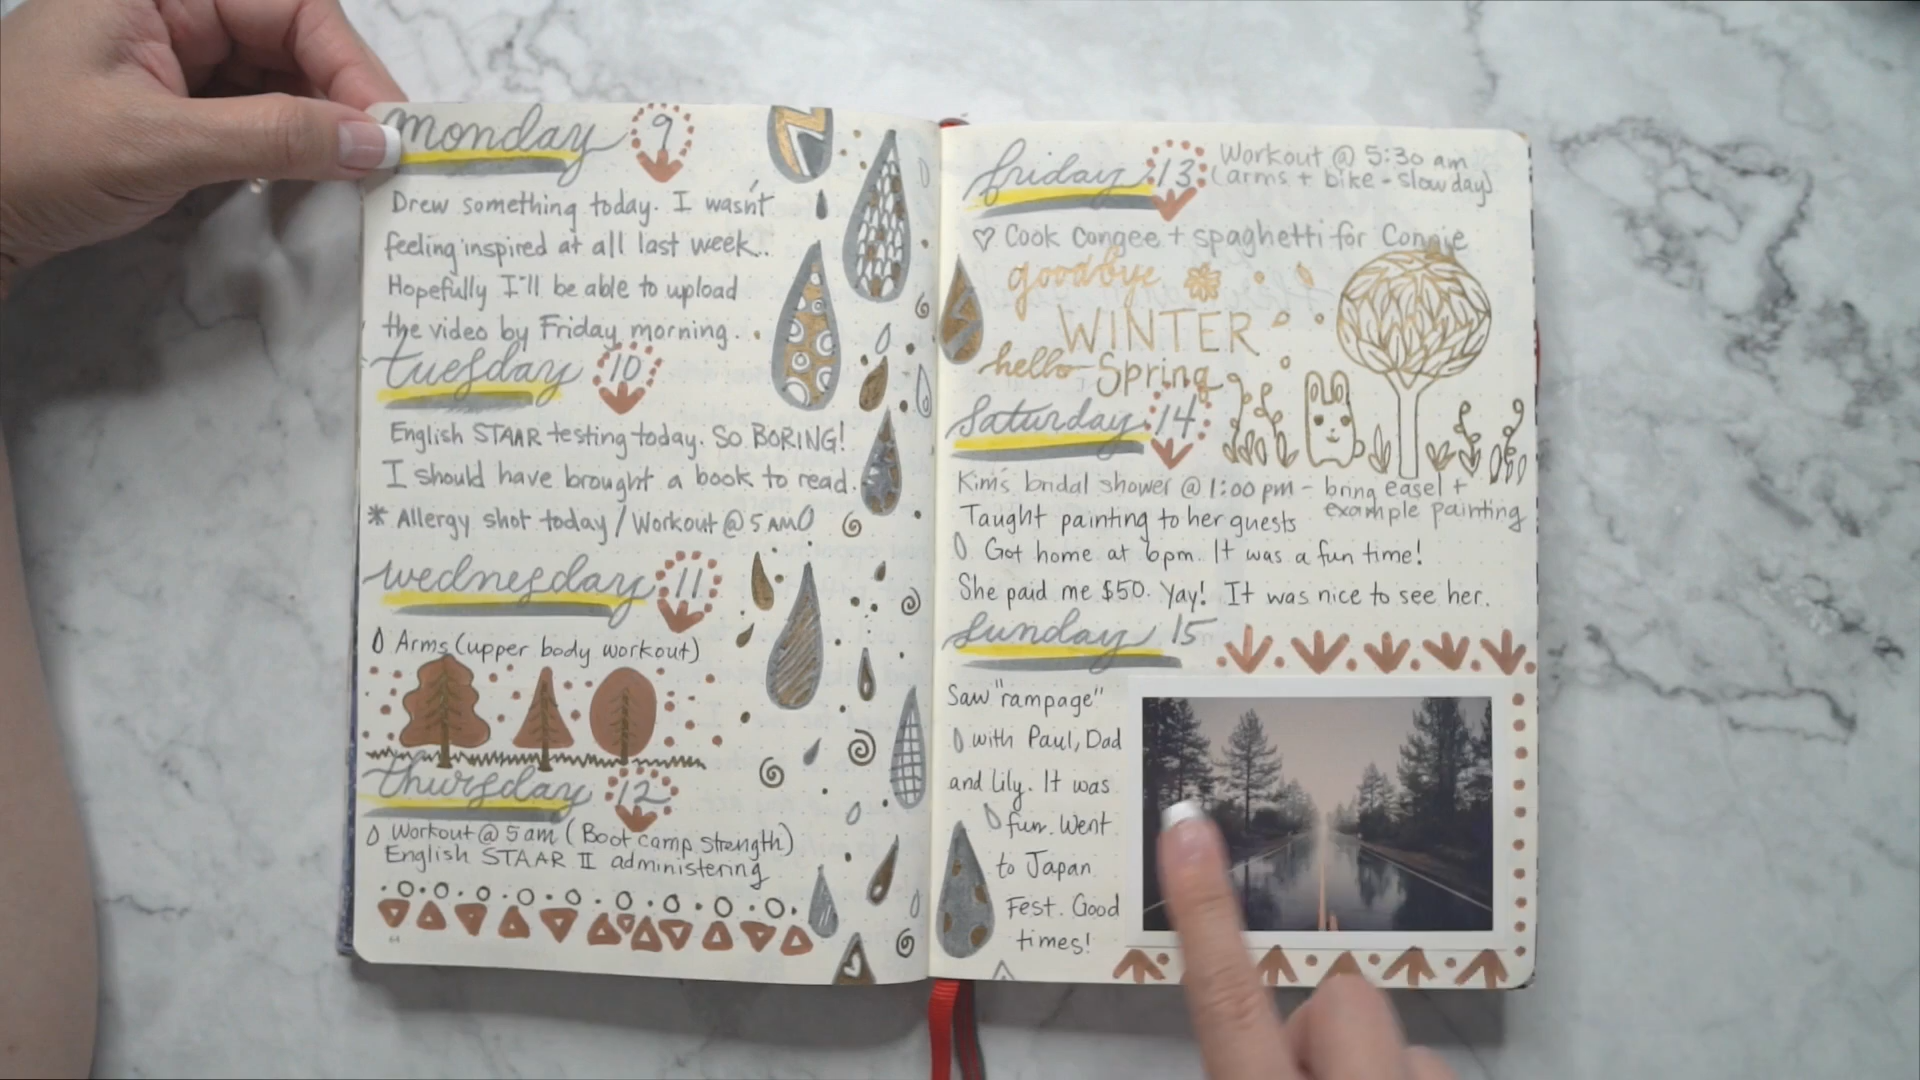 monday 9
Drew something today. I wasn't
feeling inspired at all last week..
Hopefully I'll be able to upload
the video by Friday morning.
tuesday 10
English STAAR testing today. SO BORING!
I should have brought a book to read.
* Allergy shot today / Workout @ 5 AM
wednesday 11
Arms (upper body workout)
thursday 12
Workout @ 5 am (Boot camp strength)
English STAAR II administering
friday 13
Workout @ 5:30 am
(arms + bike - slow day)
♡ Cook Congee + spaghetti for Connie
goodbye
WINTER
hello Spring
Saturday 14
Kim's bridal shower @ 1:00 pm - bring easel +
example painting
Taught painting to her guests
Got home at 6pm. It was a fun time!
She paid me $50. Yay! It was nice to see her.
Sunday 15
Saw "rampage"
with Paul, Dad
and Lily. It was
fun. Went
to Japan
Fest. Good
times!